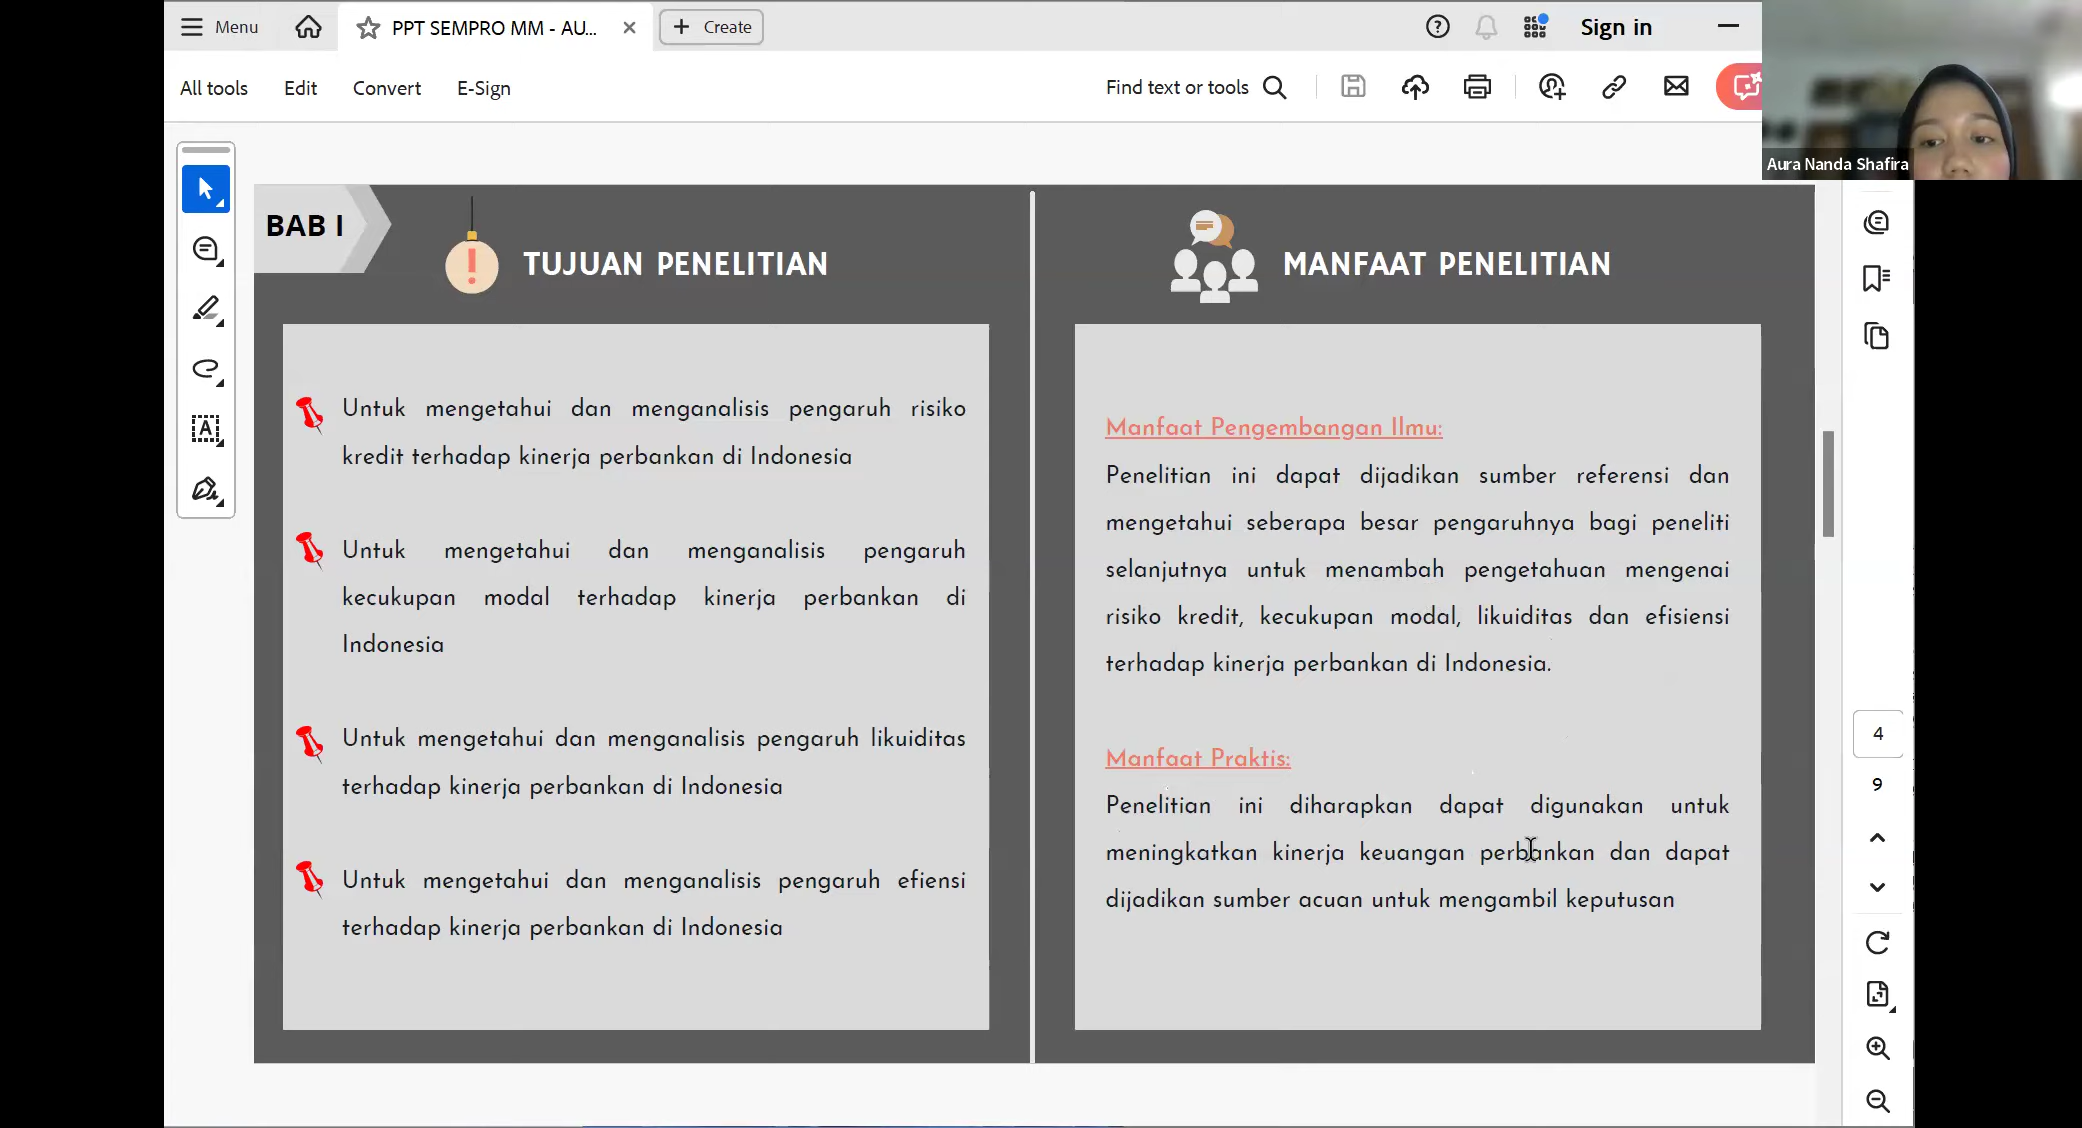 Menu
PPT SEMPRO MM - AU...
Create
Sign in
All tools
Edit
Convert
E-Sign
Find text or tools
Aura Nanda Shafira
BAB I
TUJUAN PENELITIAN
Untuk mengetahui dan menganalisis pengaruh risiko
kredit terhadap kinerja perbankan di Indonesia
Untuk mengetahui dan menganalisis pengaruh
kecukupan modal terhadap kinerja perbankan di
Indonesia
Untuk mengetahui dan menganalisis pengaruh likuiditas
terhadap kinerja perbankan di Indonesia
Untuk mengetahui dan menganalisis pengaruh efiensi
terhadap kinerja perbankan di Indonesia
MANFAAT PENELITIAN
Manfaat Pengembangan Ilmu:
Penelitian ini dapat dijadikan sumber referensi dan
mengetahui seberapa besar pengaruhnya bagi peneliti
selanjutnya untuk menambah pengetahuan mengenai
risiko kredit, kecukupan modal, likuiditas dan efisiensi
terhadap kinerja perbankan di Indonesia.
Manfaat Praktis:
Penelitian ini diharapkan dapat digunakan untuk
meningkatkan kinerja keuangan perbankan dan dapat
dijadikan sumber acuan untuk mengambil keputusan
4
9